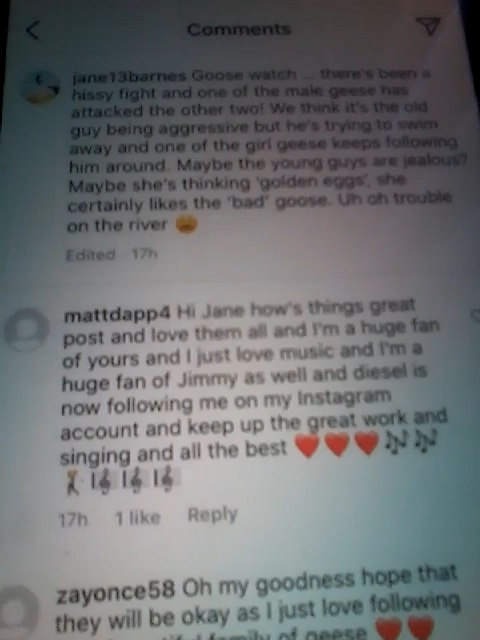 Comments
jane13barnes Goose watch ... there's been a
hissy fight and one of the male geese has
attacked the other two! We think it's the old
guy being aggressive but he's trying to swim
away and one of the girl geese keeps following
him around. Maybe the young guys are jealous?
Maybe she's thinking 'golden eggs', she
certainly likes the 'bad' goose. Uh oh trouble
on the river 😩
Edited · 17h
mattdapp4 Hi Jane how's things great
post and love them all and I'm a huge fan
of yours and I just love music and I'm a
huge fan of Jimmy as well and diesel is
now following me on my Instagram
account and keep up the great work and
singing and all the best ❤️❤️❤️🎶🎶
17h 1 like Reply
zayonce58 Oh my goodness hope that
they will be okay as I just love following
family of geese ❤️❤️